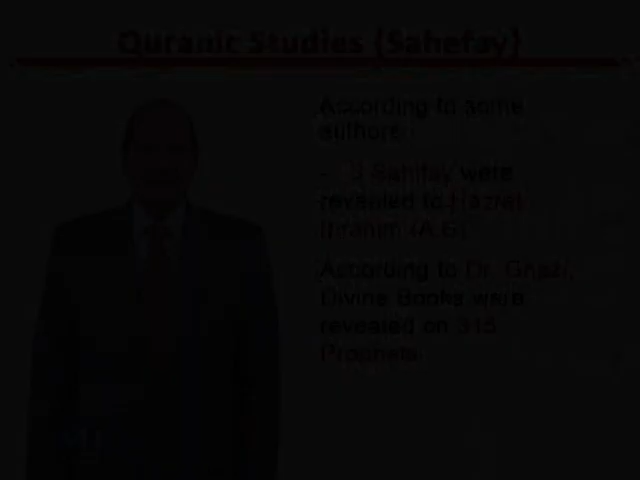 Quranic Studies (Sahefay)
According to some
authors :
Sahifay were
revealed to Hazrat
Ibrahim (A.S)
According to Dr. Ghazi,
Divine Books were
revealed on 315
Prophets